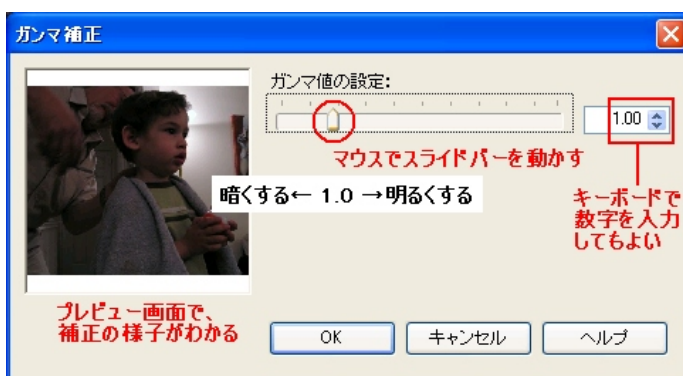 ガンマ補正
ガンマ値の設定:
1.00
マウスでスライドバーを動かす
暗くする← 1.0 →明るくする
キーボードで
数字を入力
してもよい
プレビュー画面で、
補正の様子がわかる
OK
キャンセル
ヘルプ